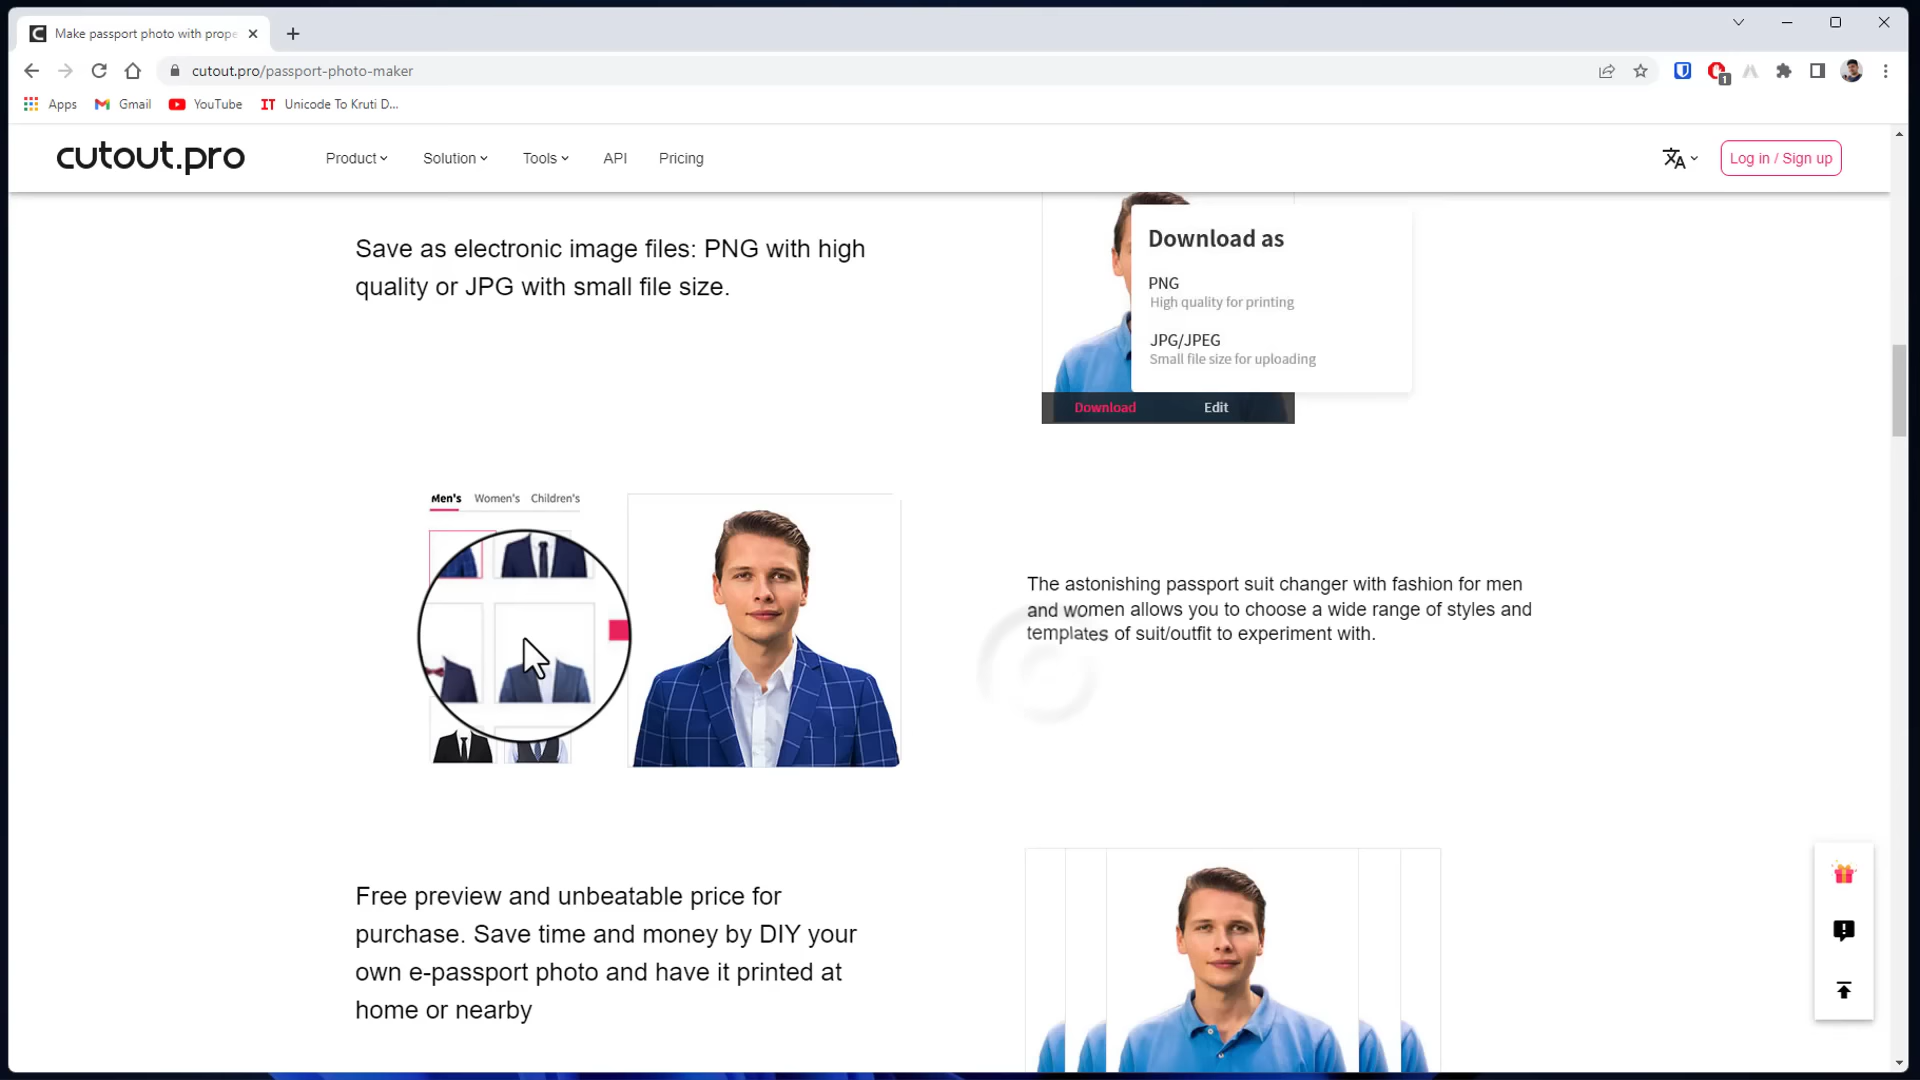 Make passport photo with prope
cutout.pro/passport-photo-maker
1
Apps
Gmail
YouTube
IT Unicode To Kruti D...
cutout.pro
Product
Solution
Tools
API
Pricing
Log in / Sign up
Save as electronic image files: PNG with high
quality or JPG with small file size.
Download as
PNG
High quality for printing
JPG/JPEG
Small file size for uploading
Download
Edit
Men's
Women's
Children's
The astonishing passport suit changer with fashion for men
and women allows you to choose a wide range of styles and
templates of suit/outfit to experiment with.
Free preview and unbeatable price for
purchase. Save time and money by DIY your
own e-passport photo and have it printed at
home or nearby